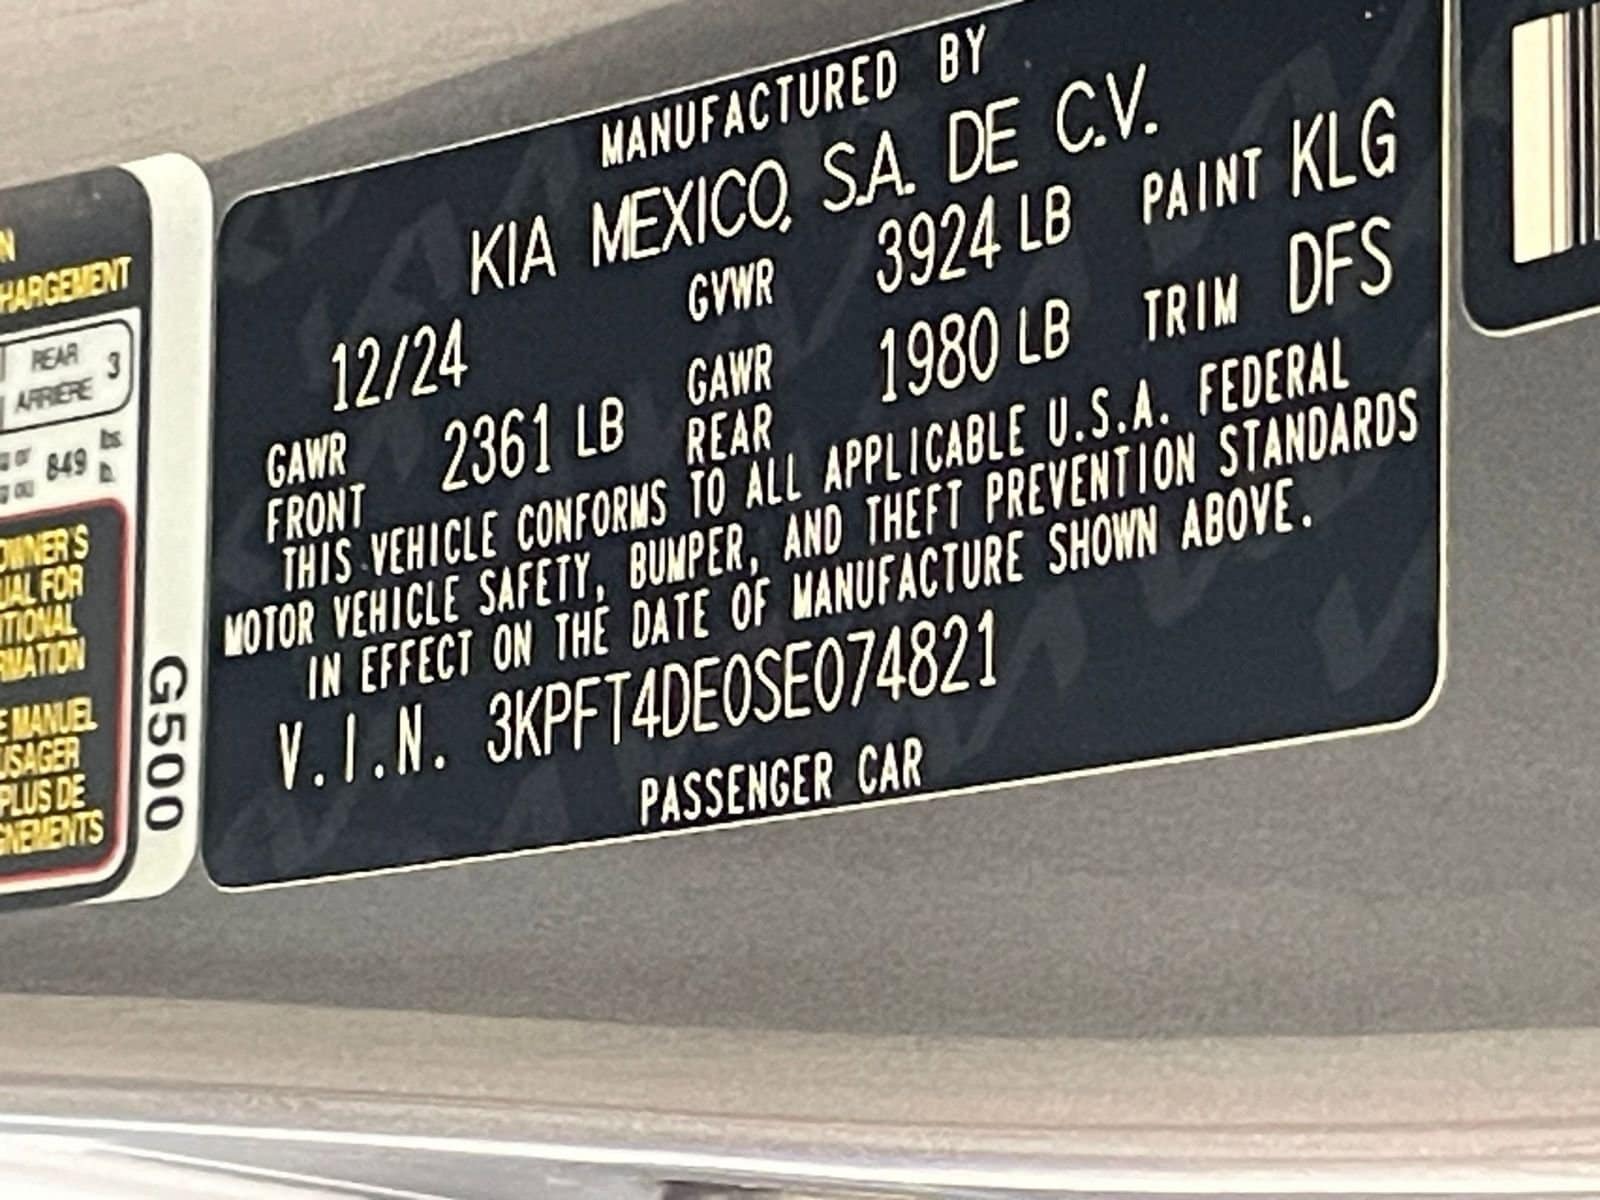 MANUFACTURED BY
KIA MEXICO, S.A. DE C.V.
12/24 GVWR 3924 LB PAINT KLG
GAWR FRONT 2361 LB GAWR REAR 1980 LB TRIM DFS
THIS VEHICLE CONFORMS TO ALL APPLICABLE U.S.A. FEDERAL
MOTOR VEHICLE SAFETY, BUMPER, AND THEFT PREVENTION STANDARDS
IN EFFECT ON THE DATE OF MANUFACTURE SHOWN ABOVE.
V.I.N. 3KPFT4DE0SE074821
PASSENGER CAR
HARGEMENT
REAR
ARRIERE 3
849 lbs
lb.
OWNER'S
UAL FOR
TIONAL
RMATION
E MANUEL
USAGER
PLUS DE
GNEMENTS
G500